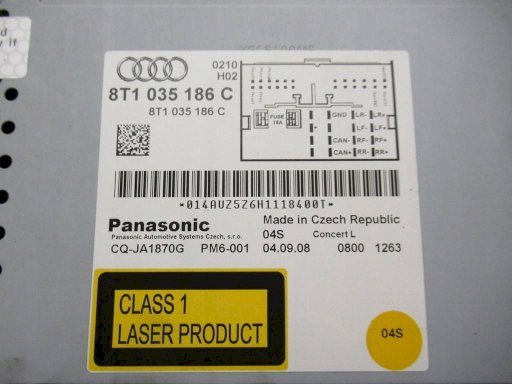 0210
H02
8T1 035 186 C
8T1 035 186 C
FUSE
15A
GND LR- LR+
+ LF- LF+
CAN- RF- RF+
CAN+ RR- RR+
*014AUZ5Z6H1118400T*
Panasonic
Panasonic Automotive Systems Czech, s.r.o.
Made in Czech Republic
04S Concert L
CQ-JA1870G PM6-001 04.09.08 0800 1263
CLASS 1
LASER PRODUCT
04S